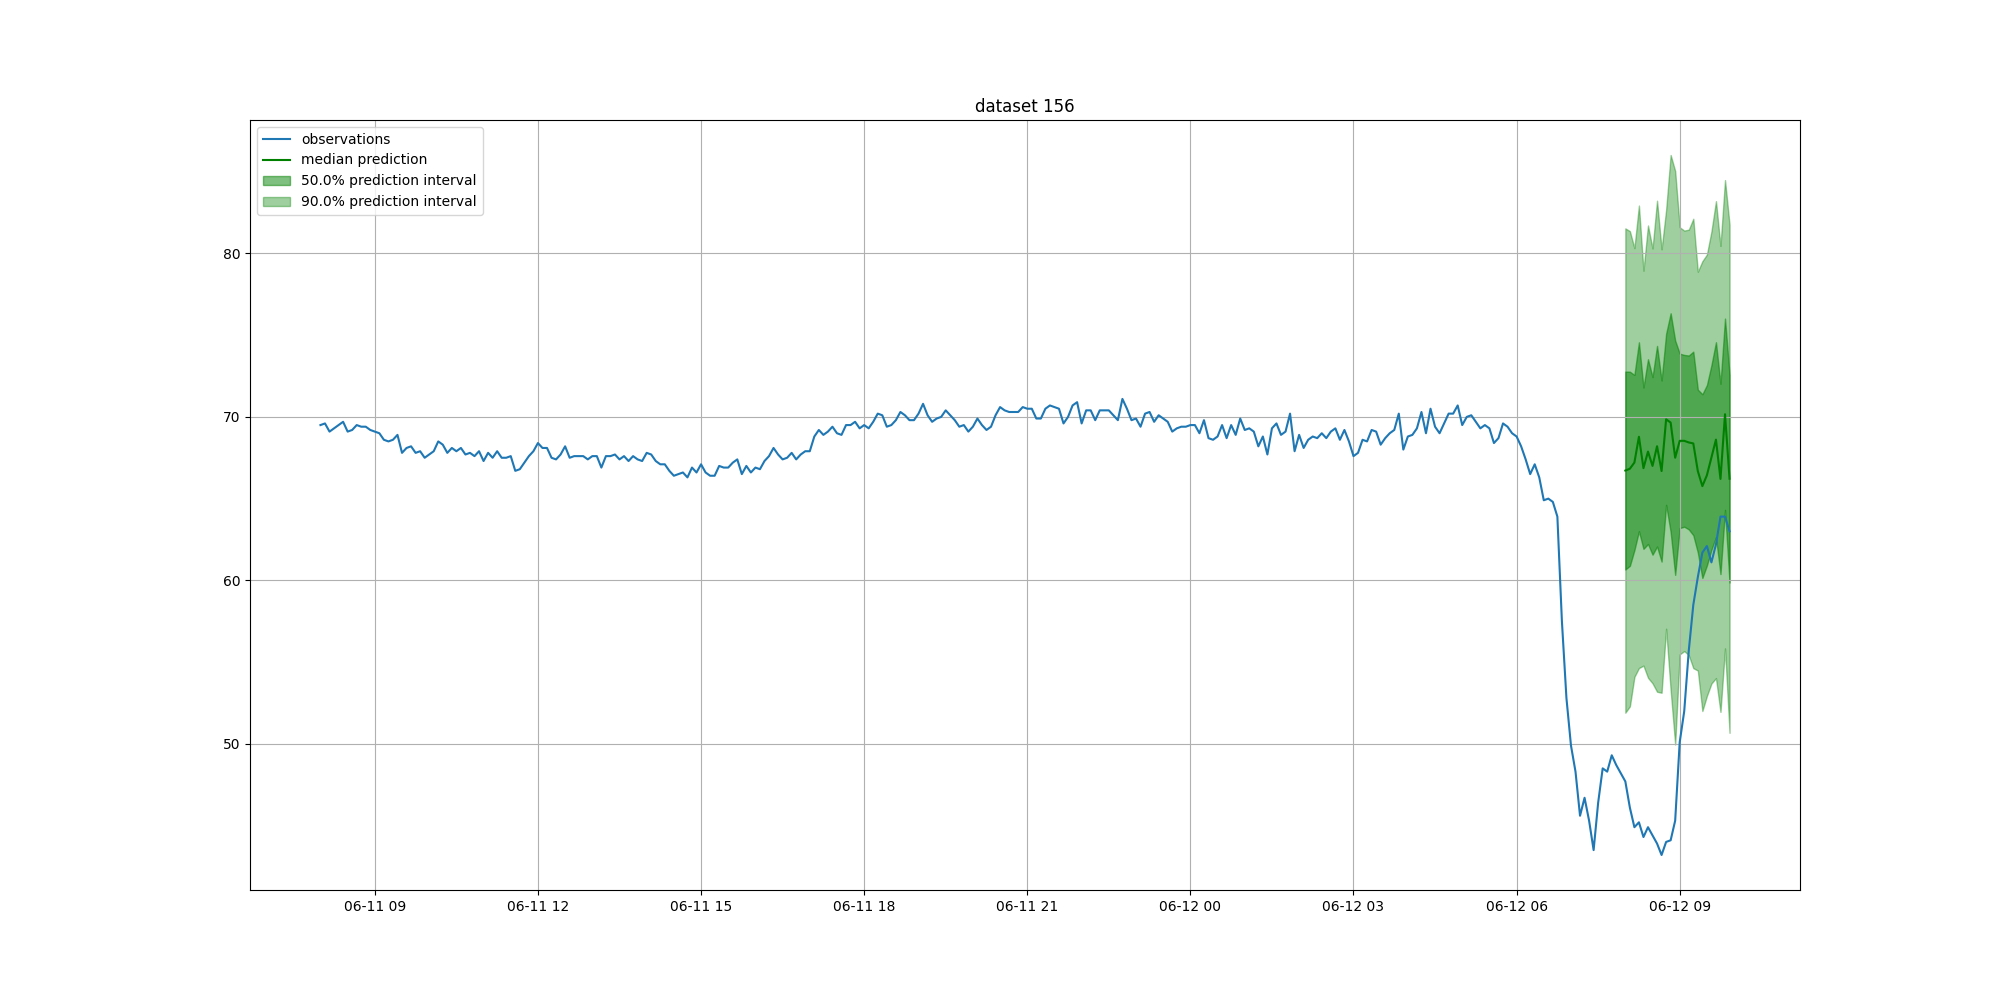 dataset 156
observations
median prediction
50.0% prediction interval
90.0% prediction interval
80
70
60
50
06-11 09 06-11 12 06-11 15 06-11 18 06-11 21 06-12 00 06-12 03 06-12 06 06-12 09